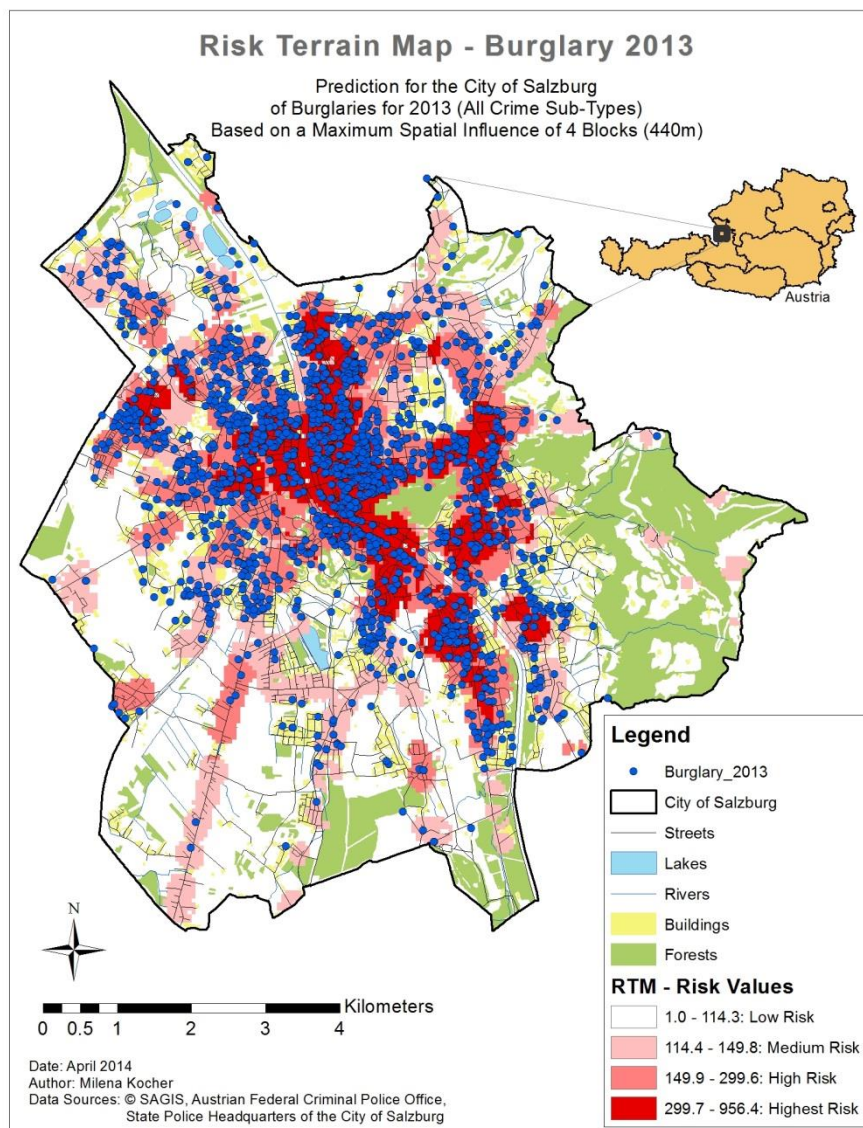 Risk Terrain Map - Burglary 2013
Prediction for the City of Salzburg
of Burglaries for 2013 (All Crime Sub-Types)
Based on a Maximum Spatial Influence of 4 Blocks (440m)
Austria
Legend
Burglary_2013
City of Salzburg
Streets
Lakes
Rivers
Buildings
Forests
RTM - Risk Values
1.0 - 114.3: Low Risk
114.4 - 149.8: Medium Risk
149.9 - 299.6: High Risk
299.7 - 956.4: Highest Risk
N
Kilometers
0 0.5 1 2 3 4
Date: April 2014
Author: Milena Kocher
Data Sources: © SAGIS, Austrian Federal Criminal Police Office,
State Police Headquarters of the City of Salzburg